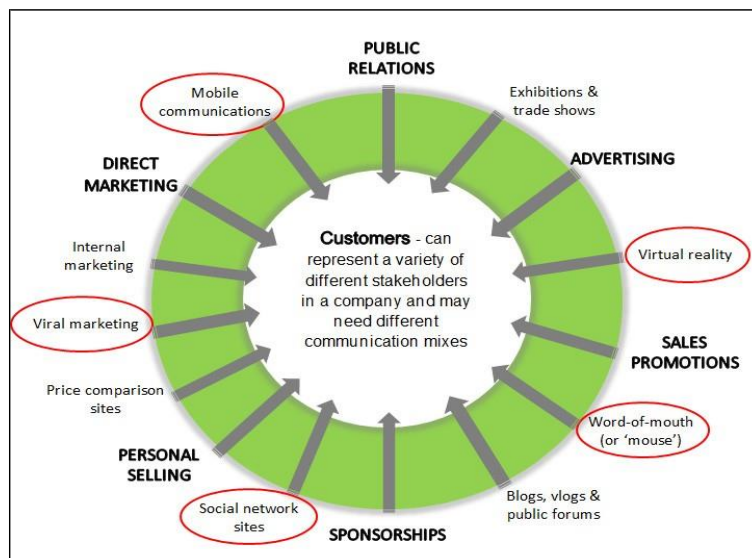 PUBLIC
RELATIONS
Exhibitions &
trade shows
ADVERTISING
Virtual reality
SALES
PROMOTIONS
Word-of-mouth
(or ‘mouse’)
Blogs, vlogs &
public forums
SPONSORSHIPS
Social network
sites
PERSONAL
SELLING
Price comparison
sites
Viral marketing
Internal
marketing
DIRECT
MARKETING
Mobile
communications
Customers - can
represent a variety of
different stakeholders
in a company and may
need different
communication mixes